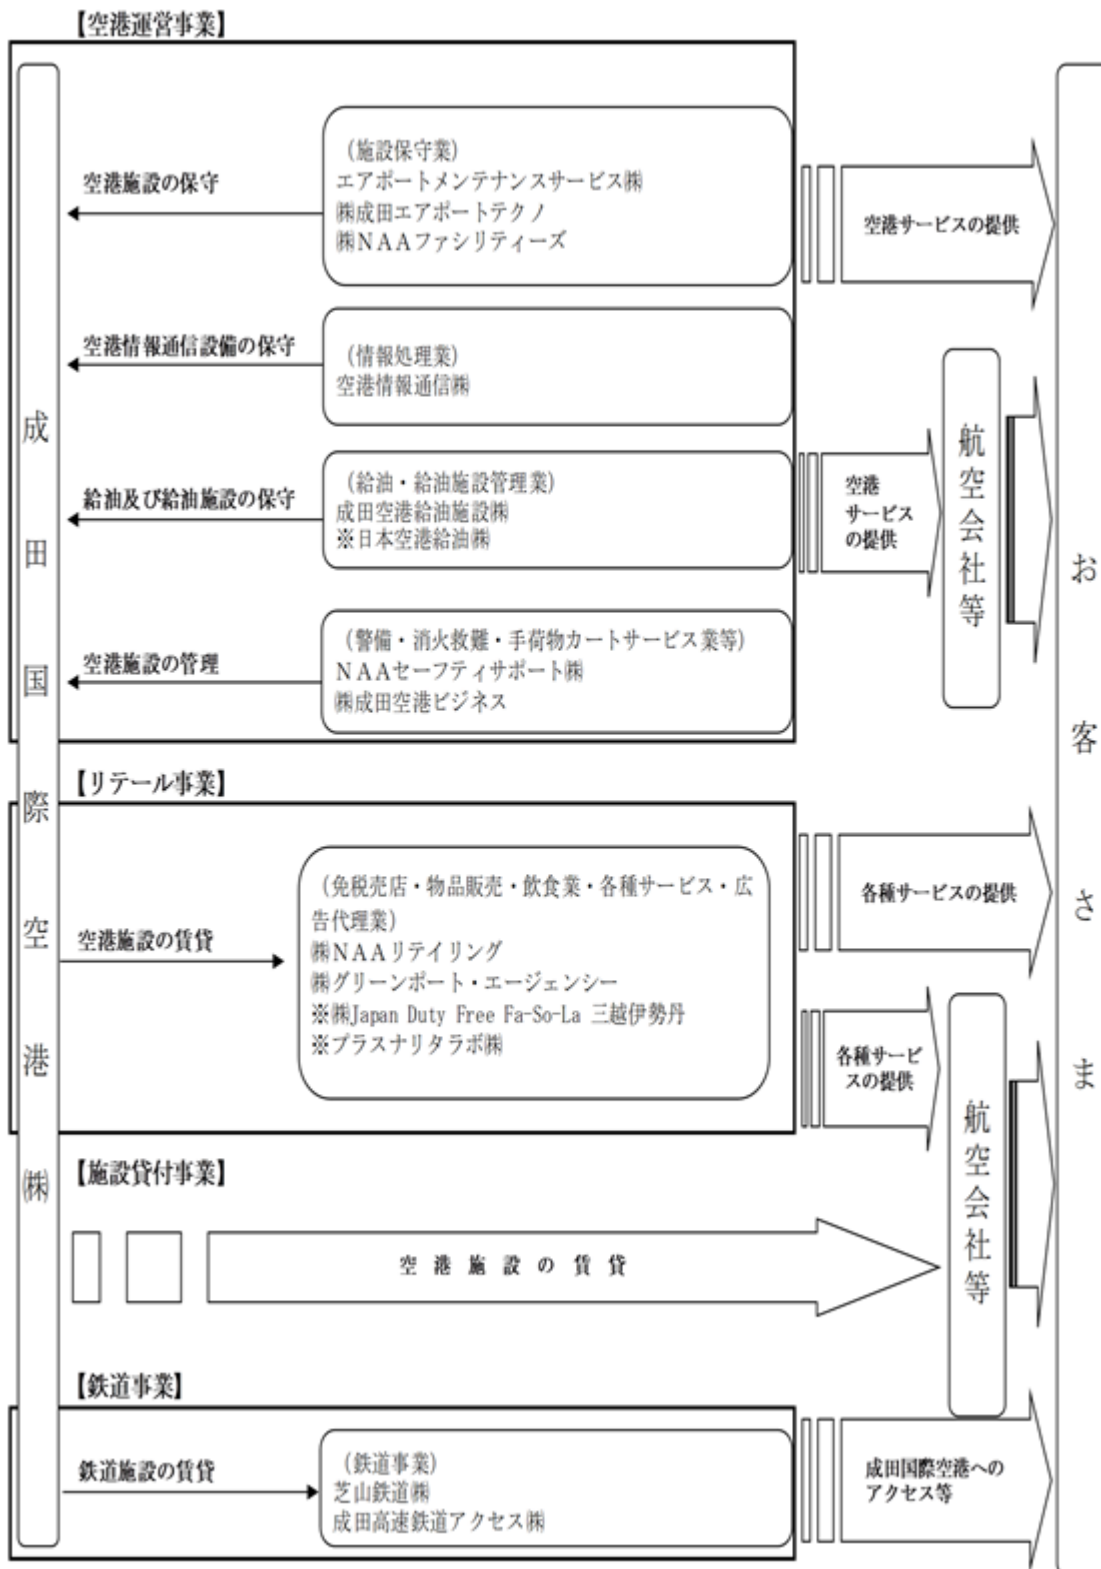 【空港運営事業】
空港施設の保守
(施設保守業)
エアポートメンテナンスサービス㈱
㈱成田エアポートテクノ
㈱ＮＡＡファシリティーズ
空港サービスの提供
空港情報通信設備の保守
(情報処理業)
空港情報通信㈱
給油及び給油施設の保守
(給油・給油施設管理業)
成田空港給油施設㈱
※日本空港給油㈱
空港
サービス
の提供
航空会社等
空港施設の管理
(警備・消火救難・手荷物カートサービス業等)
ＮＡＡセーフティサポート㈱
㈱成田空港ビジネス
成田国際空港㈱
お客さま
【リテール事業】
空港施設の賃貸
(免税売店・物品販売・飲食業・各種サービス・広
告代理業)
㈱ＮＡＡリテイリング
㈱グリーンポート・エージェンシー
※㈱Japan Duty Free Fa-So-La 三越伊勢丹
※プラスナリタラボ㈱
各種サービスの提供
各種サービ
スの提供
航空会社等
【施設貸付事業】
空港施設の賃貸
【鉄道事業】
鉄道施設の賃貸
(鉄道事業)
芝山鉄道㈱
成田高速鉄道アクセス㈱
成田国際空港への
アクセス等